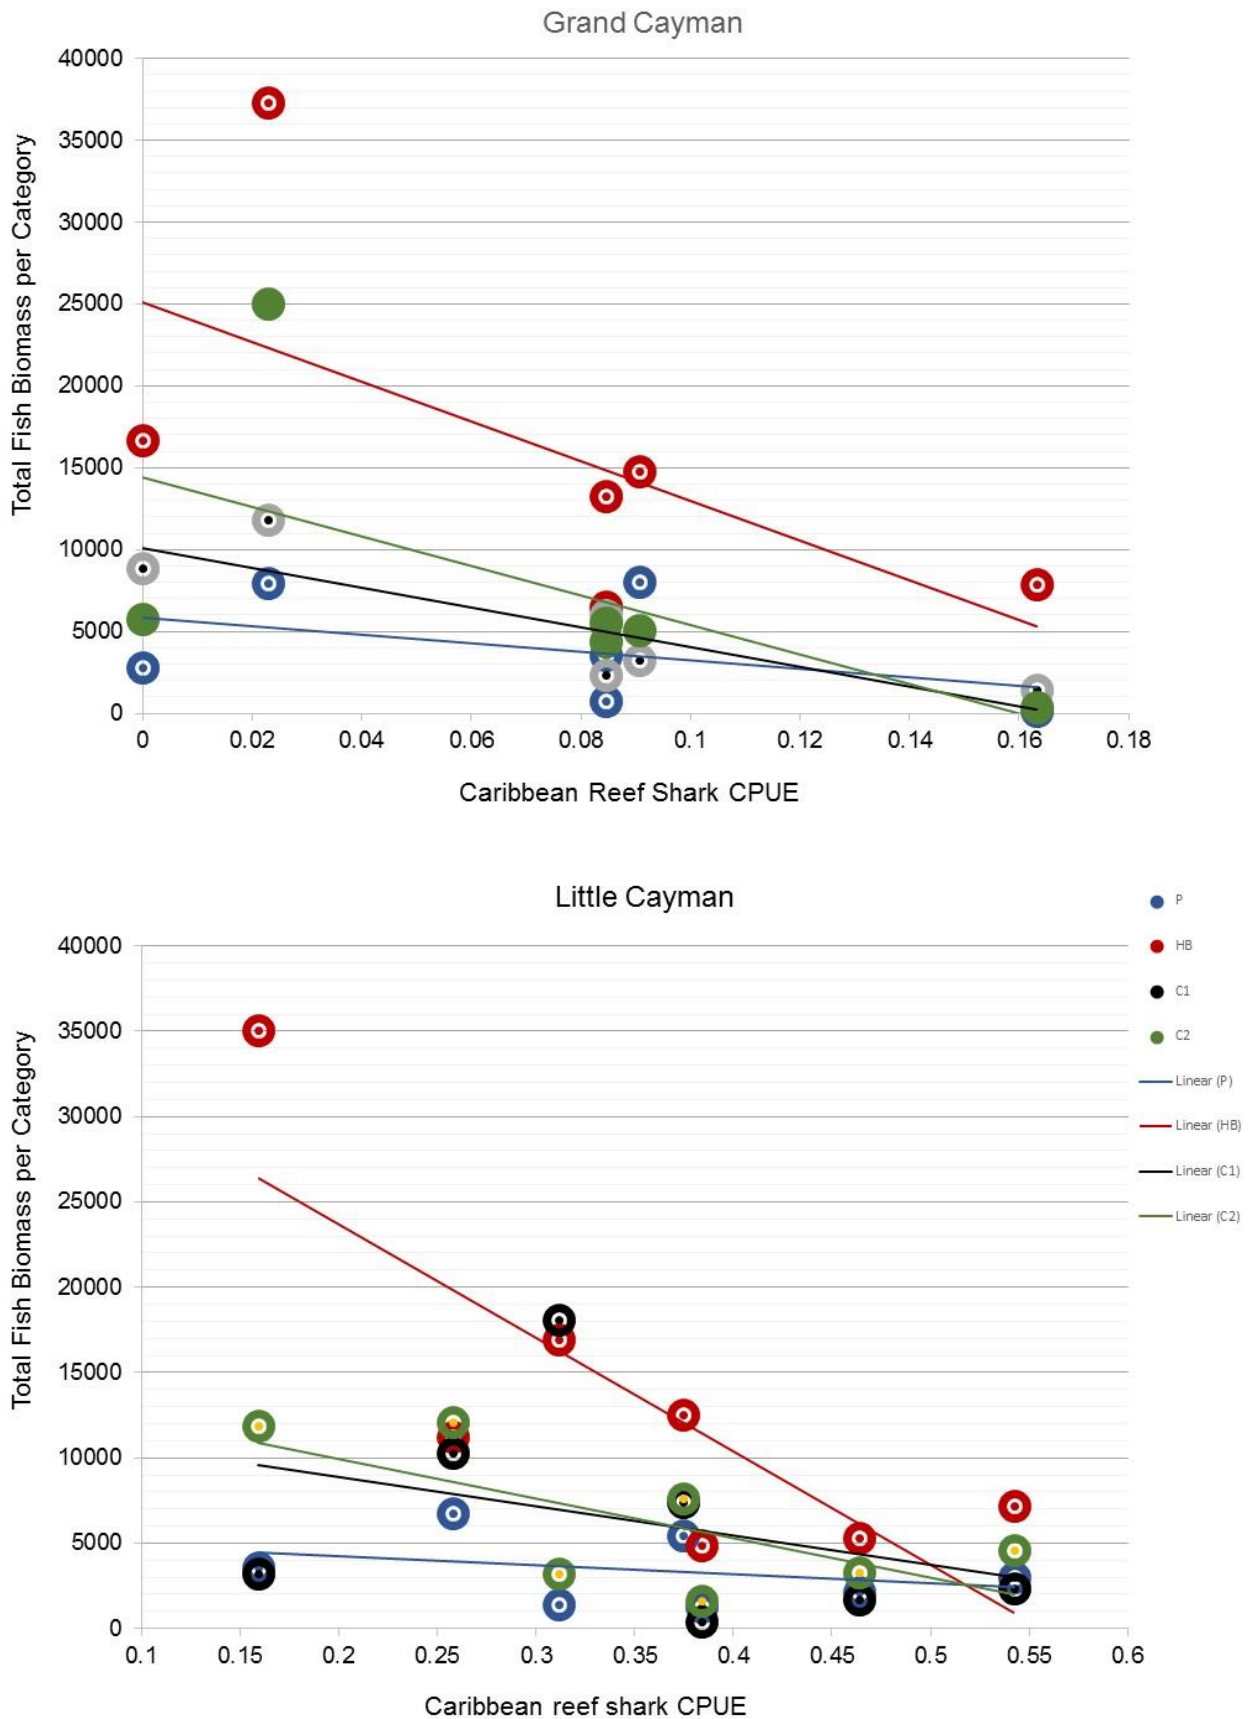 Grand Cayman
Total Fish Biomass per Category
40000
35000
30000
25000
20000
15000
10000
5000
0
0 0.02 0.04 0.06 0.08 0.1 0.12 0.14 0.16 0.18
Caribbean Reef Shark CPUE
Little Cayman
Total Fish Biomass per Category
40000
35000
30000
25000
20000
15000
10000
5000
0
0.1 0.15 0.2 0.25 0.3 0.35 0.4 0.45 0.5 0.55 0.6
Caribbean reef shark CPUE
P
HB
C1
C2
Linear (P)
Linear (HB)
Linear (C1)
Linear (C2)